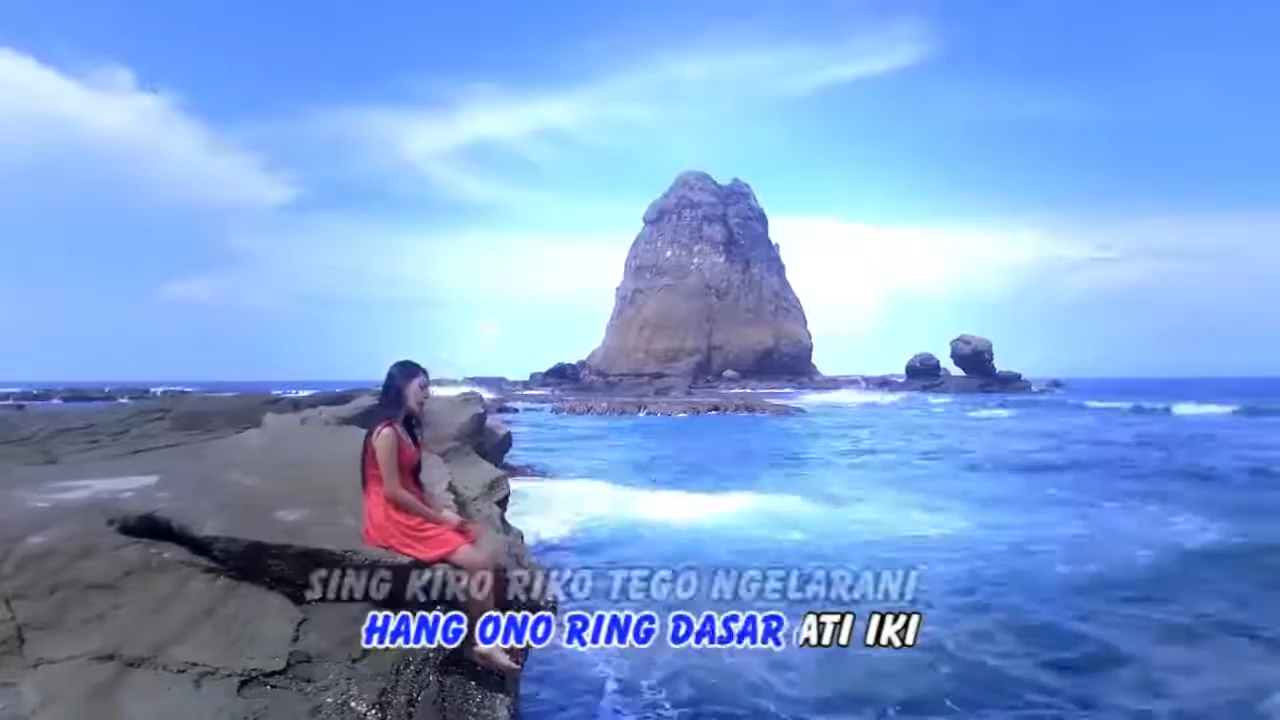 SING KIRO RIKO TEGO NGELARANI
HANG ONO RING DASAR ATI IKI